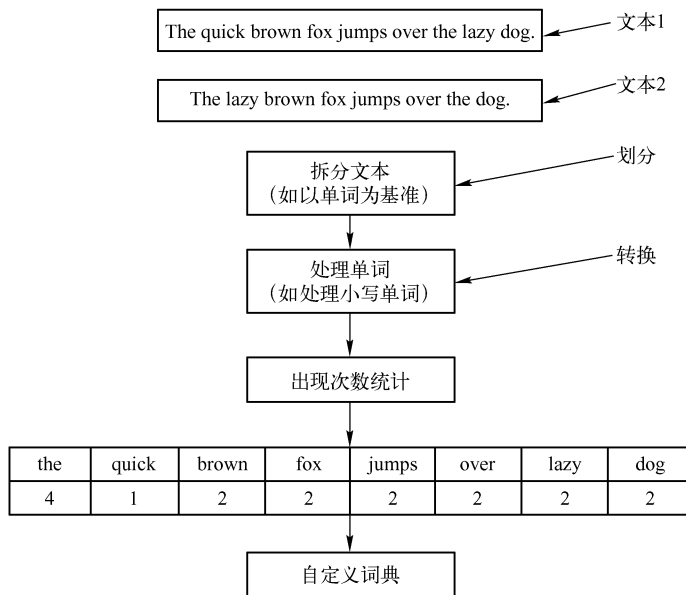 The quick brown fox jumps over the lazy dog.
文本1
The lazy brown fox jumps over the dog.
文本2
拆分文本
（如以单词为基准）
划分
处理单词
（如处理小写单词）
转换
出现次数统计
the quick brown fox jumps over lazy dog
4 1 2 2 2 2 2 2
自定义词典